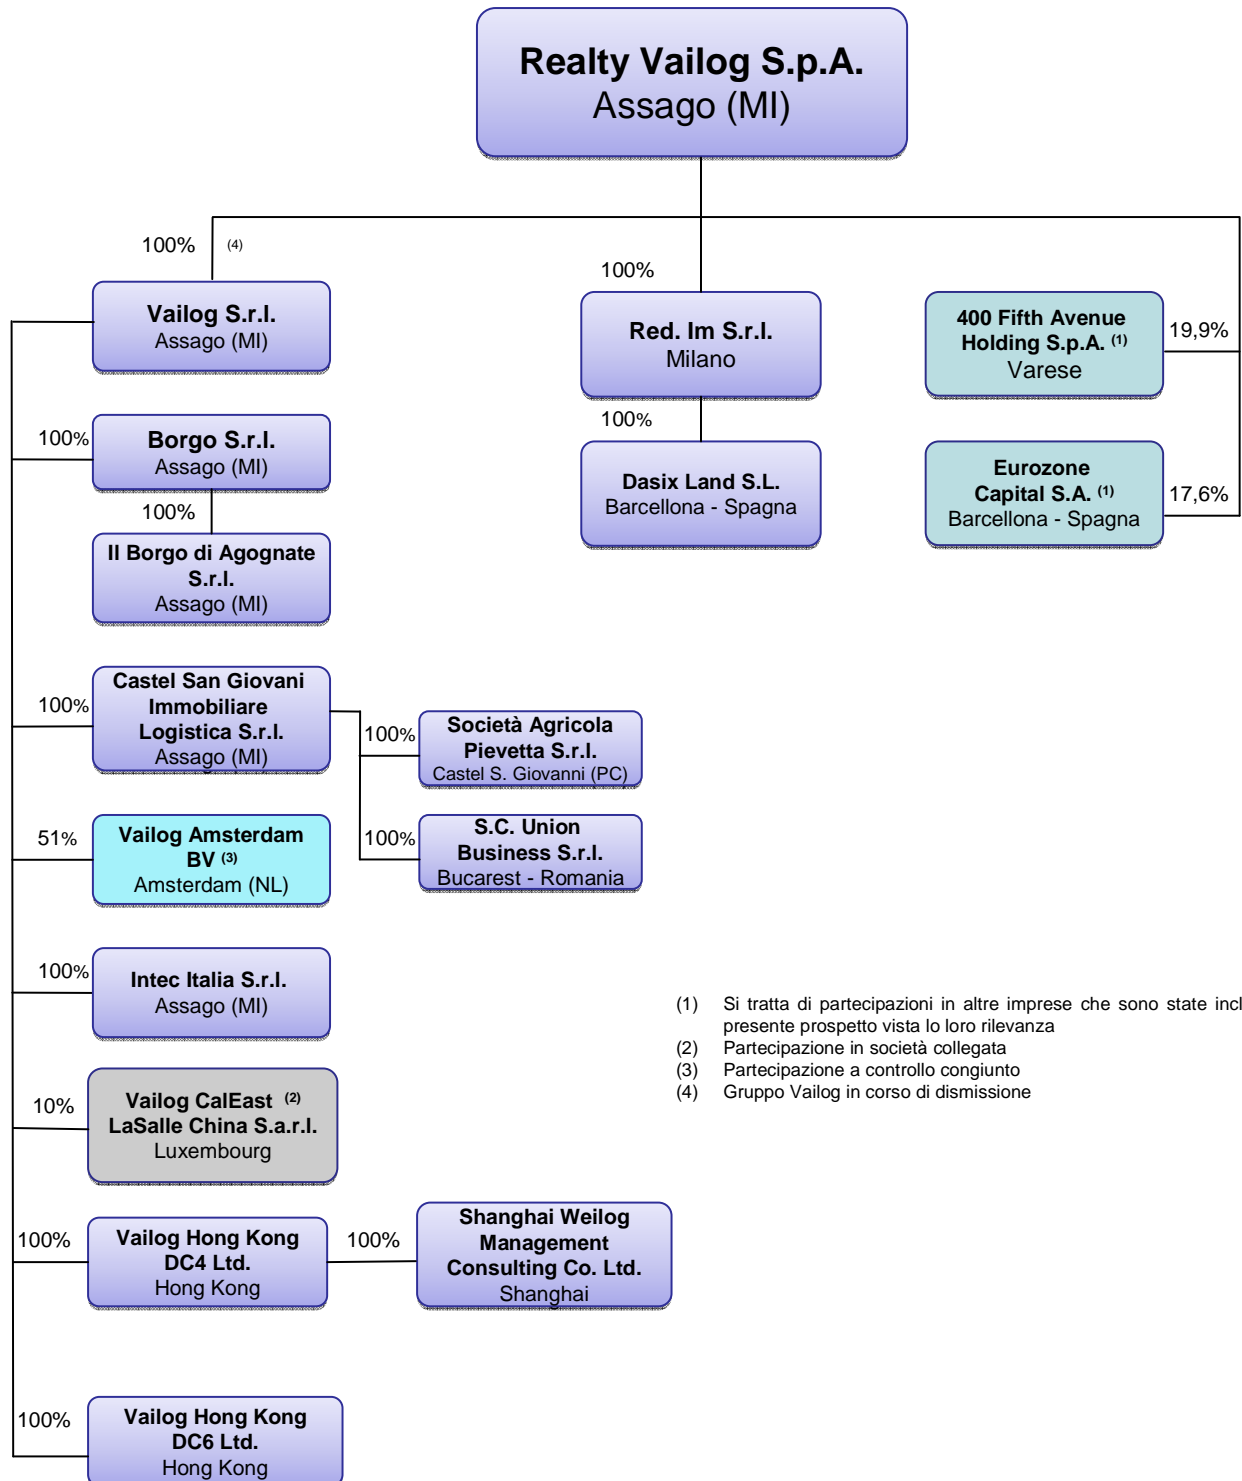 Realty Vailog S.p.A.
Assago (MI)
100% (4)
Vailog S.r.l.
Assago (MI)
100%
Red. Im S.r.l.
Milano
400 Fifth Avenue
Holding S.p.A. (1)
Varese
19,9%
100%
Borgo S.r.l.
Assago (MI)
100%
Dasix Land S.L.
Barcellona - Spagna
Eurozone
Capital S.A. (1)
Barcellona - Spagna
17,6%
100%
Il Borgo di Agognate
S.r.l.
Assago (MI)
100%
Castel San Giovani
Immobiliare
Logistica S.r.l.
Assago (MI)
100%
Società Agricola
Pievetta S.r.l.
Castel S. Giovanni (PC)
100%
S.C. Union
Business S.r.l.
Bucarest - Romania
51%
Vailog Amsterdam
BV (3)
Amsterdam (NL)
100%
Intec Italia S.r.l.
Assago (MI)
(1) Si tratta di partecipazioni in altre imprese che sono state incl
presente prospetto vista lo loro rilevanza
(2) Partecipazione in società collegata
(3) Partecipazione a controllo congiunto
(4) Gruppo Vailog in corso di dismissione
10%
Vailog CalEast (2)
LaSalle China S.a.r.l.
Luxembourg
100%
Vailog Hong Kong
DC4 Ltd.
Hong Kong
100%
Shanghai Weilog
Management
Consulting Co. Ltd.
Shanghai
100%
Vailog Hong Kong
DC6 Ltd.
Hong Kong